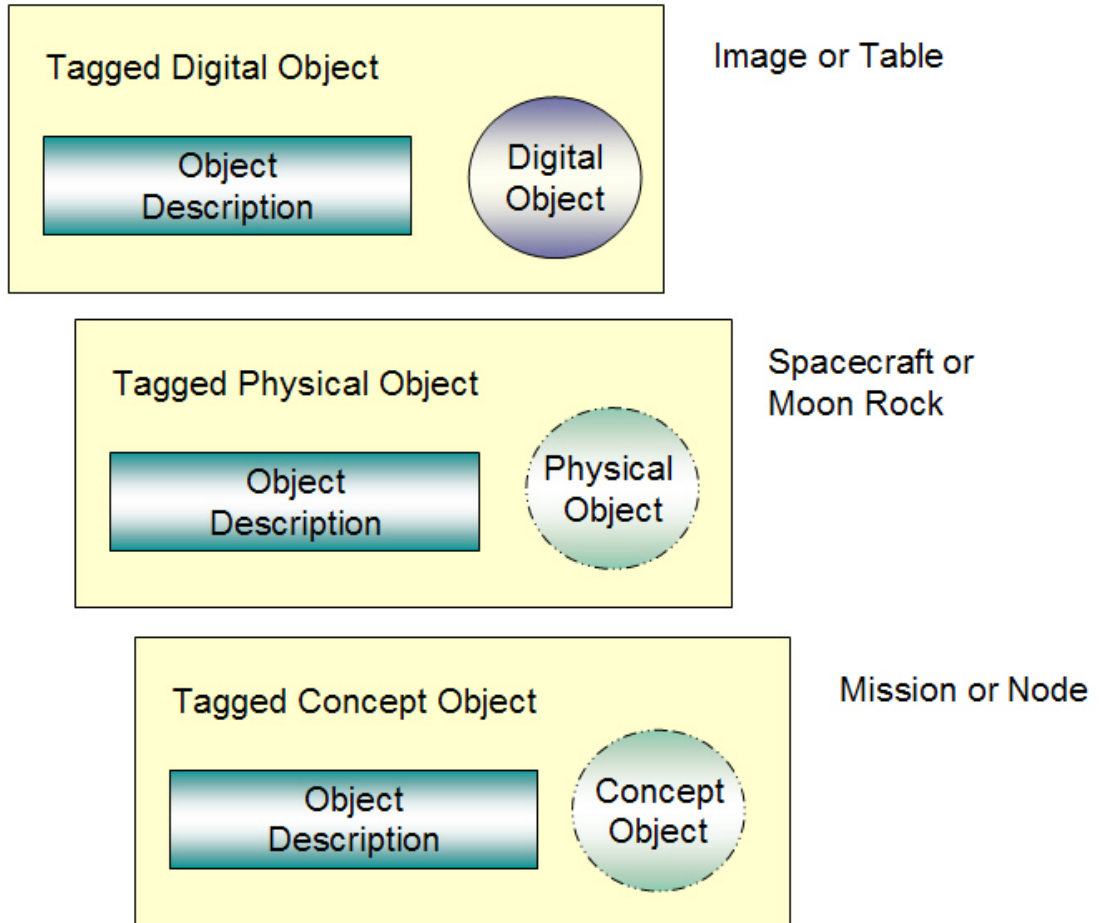 Tagged Digital Object
Image or Table
Object
Description
Digital
Object
Tagged Physical Object
Spacecraft or
Moon Rock
Object
Description
Physical
Object
Tagged Concept Object
Mission or Node
Object
Description
Concept
Object